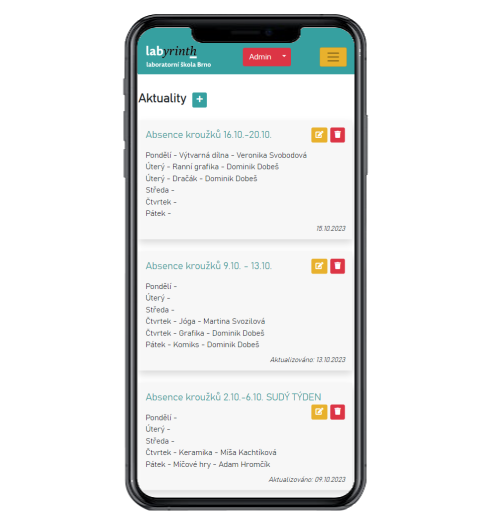 labyrinth
laboratorní škola Brno
Admin
Aktuality +
Absence kroužků 16.10.-20.10.
Pondělí - Výtvarná dílna - Veronika Svobodová
Úterý - Ranní grafika - Dominik Dobeš
Úterý - Dračák - Dominik Dobeš
Středa -
Čtvrtek -
Pátek -
15.10.2023
Absence kroužků 9.10. - 13.10.
Pondělí -
Úterý -
Středa -
Čtvrtek - Jóga - Martina Svozilová
Čtvrtek - Grafika - Dominik Dobeš
Pátek - Komiks - Dominik Dobeš
Aktualizováno: 13.10.2023
Absence kroužků 2.10.-6.10. SUDÝ TÝDEN
Pondělí -
Úterý -
Středa -
Čtvrtek - Keramika - Míša Kachtíková
Pátek - Míčové hry - Adam Hromčík
Aktualizováno: 09.10.2023